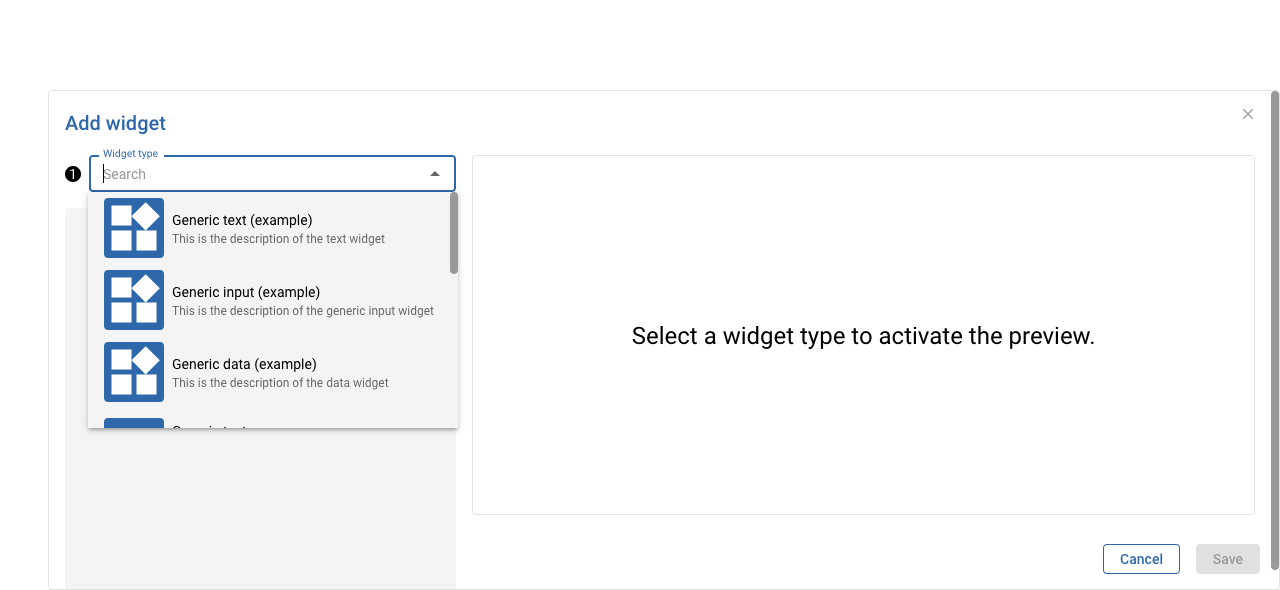 Add widget
Widget type
1
Search
Generic text (example)
This is the description of the text widget
Generic input (example)
This is the description of the generic input widget
Generic data (example)
This is the description of the data widget
Select a widget type to activate the preview.
Cancel
Save